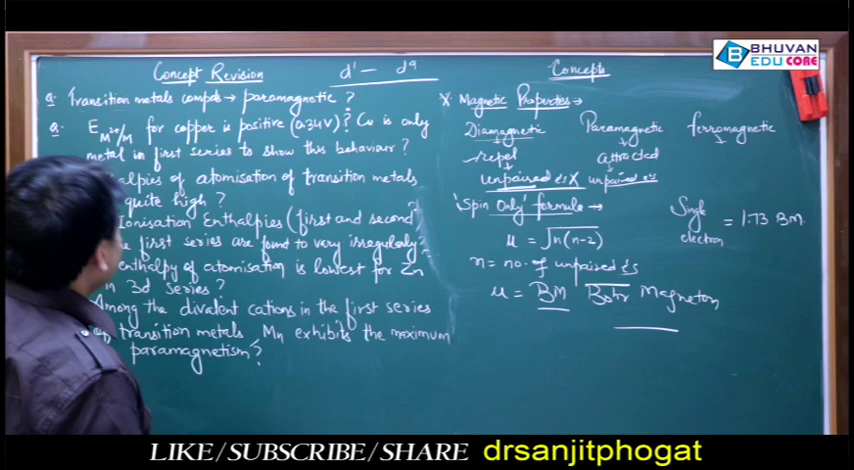 BHUVAN
EDU CORE
Concept Revision
d¹ — d⁹
Q. Transition metals compds → paramagnetic ?
Q. E M²⁺/M for copper is positive (0.34V)? Cu is only
metal in first series to show this behaviour ?
of atomisation of transition metals
quite high ?
Ionisation Enthalpies (first and second
first series are found to very irregularly ?
enthalpy of atomisation is lowest for Zn
in 3d series ?
Among the divalent cations in the first series
of transition metals Mn exhibits the maximum
paramagnetism ?
Concepts
X Magnetic Properties →
Diamagnetic Paramagnetic ferromagnetic
repel attracted
unpaired e⁻s X unpaired e⁻s
'Spin Only' formula →
μ = √n(n-2)
n = no. of unpaired e⁻s
μ = BM Bohr Magneton
Single electron = 1.73 BM.
LIKE/SUBSCRIBE/SHARE drsanjitphogat